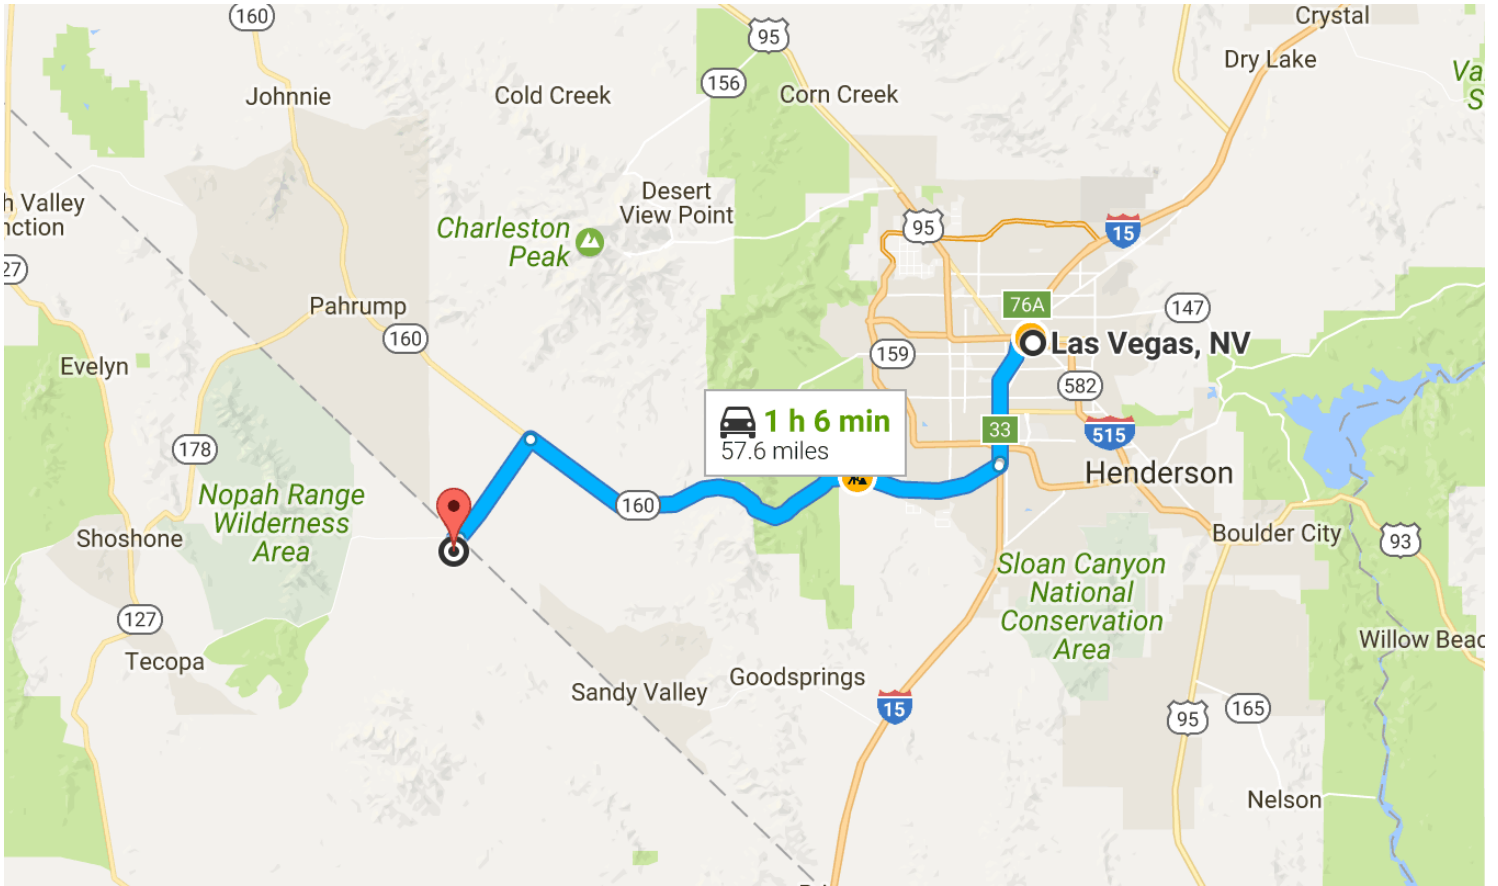 160
95
Crystal
Dry Lake
Johnnie
Cold Creek
156
Corn Creek
Va
S
h Valley
nction
Desert
View Point
Charleston
Peak
95
15
27
Pahrump
160
76A
147
Las Vegas, NV
159
Evelyn
582
1 h 6 min
57.6 miles
33
515
178
Henderson
Nopah Range
Wilderness
Area
160
Shoshone
Boulder City
93
Sloan Canyon
National
Conservation
Area
127
Willow Beac
Tecopa
Goodsprings
Sandy Valley
15
95
165
Nelson